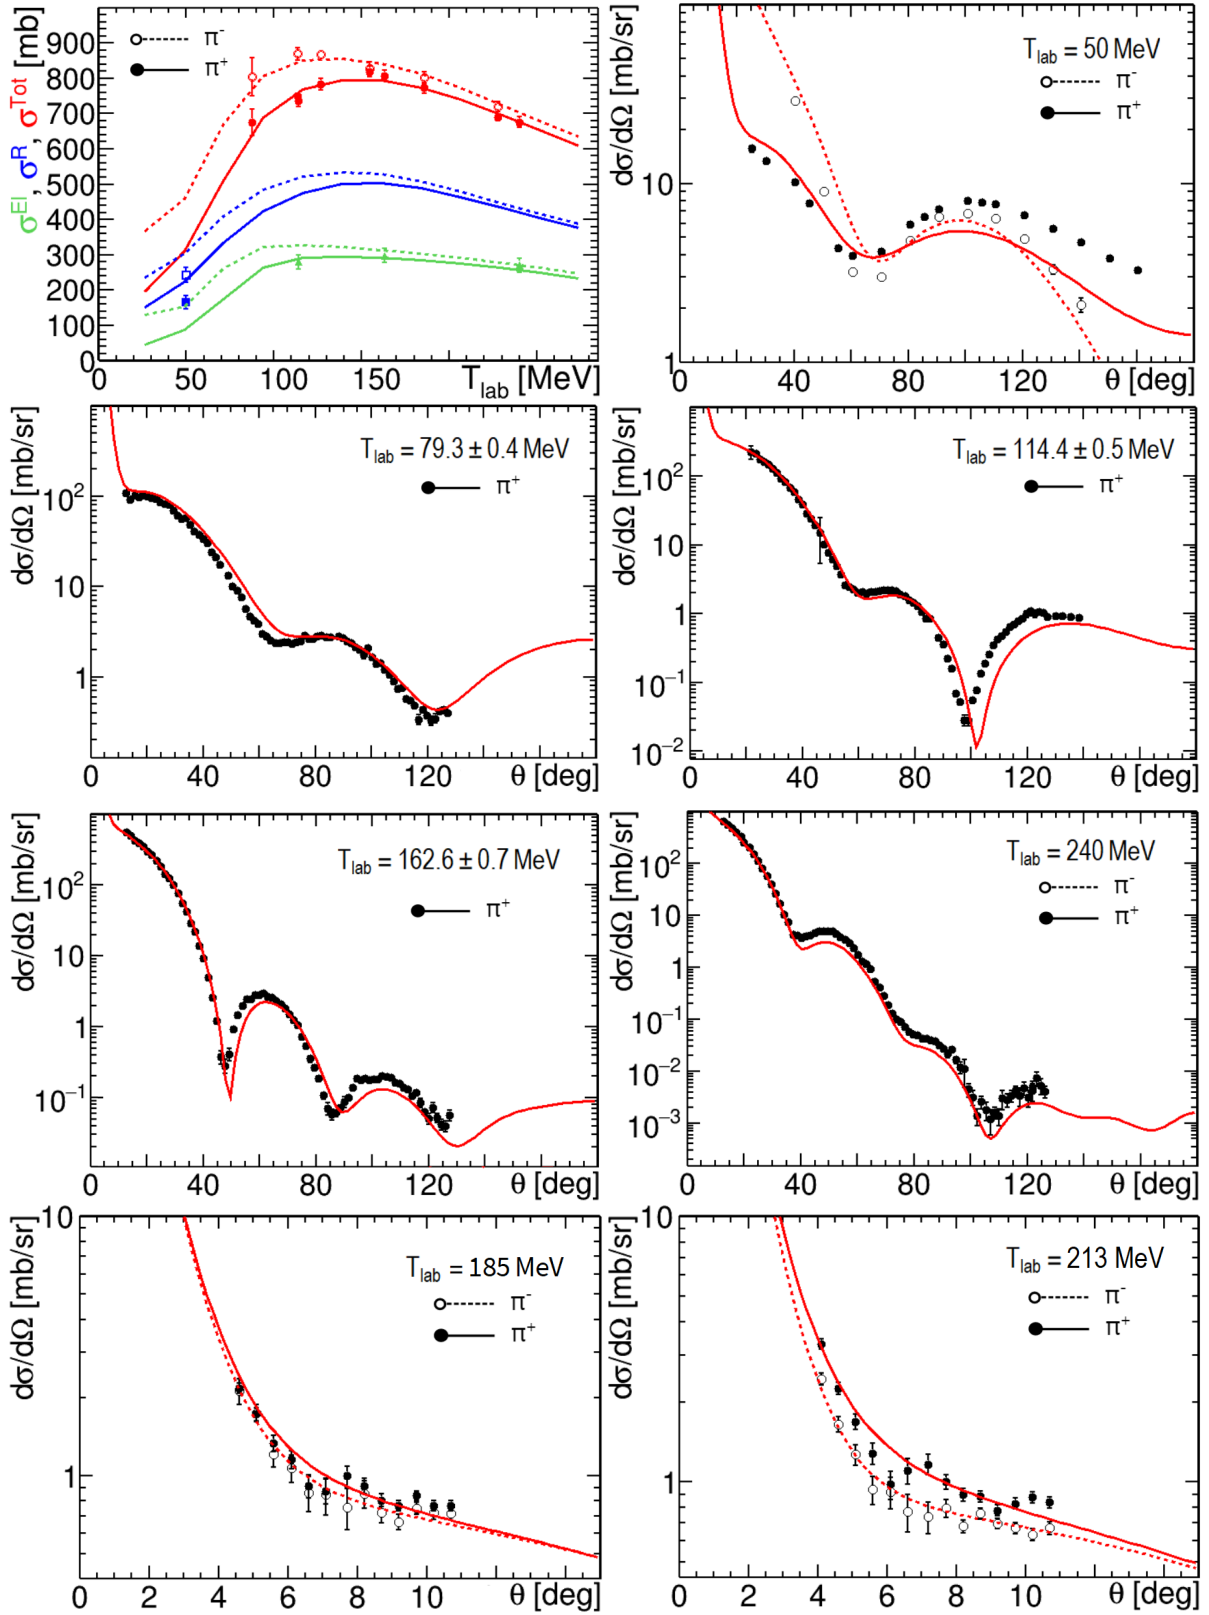 σ^El, σ^R, σ^Tot [mb]
900
800
700
600
500
400
300
200
100
0
π⁻
π⁺
0 50 100 150
T_lab [MeV]
dσ/dΩ [mb/sr]
10
1
T_lab = 50 MeV
π⁻
π⁺
0 40 80 120 θ [deg]
dσ/dΩ [mb/sr]
10²
10
1
T_lab = 79.3 ± 0.4 MeV
π⁺
0 40 80 120 θ [deg]
dσ/dΩ [mb/sr]
10²
10
1
10⁻¹
10⁻²
T_lab = 114.4 ± 0.5 MeV
π⁺
0 40 80 120 θ [deg]
dσ/dΩ [mb/sr]
10²
10
1
10⁻¹
T_lab = 162.6 ± 0.7 MeV
π⁺
0 40 80 120 θ [deg]
dσ/dΩ [mb/sr]
10²
10
1
10⁻¹
10⁻²
10⁻³
T_lab = 240 MeV
π⁻
π⁺
0 40 80 120 θ [deg]
dσ/dΩ [mb/sr]
10
1
T_lab = 185 MeV
π⁻
π⁺
0 2 4 6 8 10 θ [deg]
dσ/dΩ [mb/sr]
10
1
T_lab = 213 MeV
π⁻
π⁺
2 4 6 8 10 θ [deg]